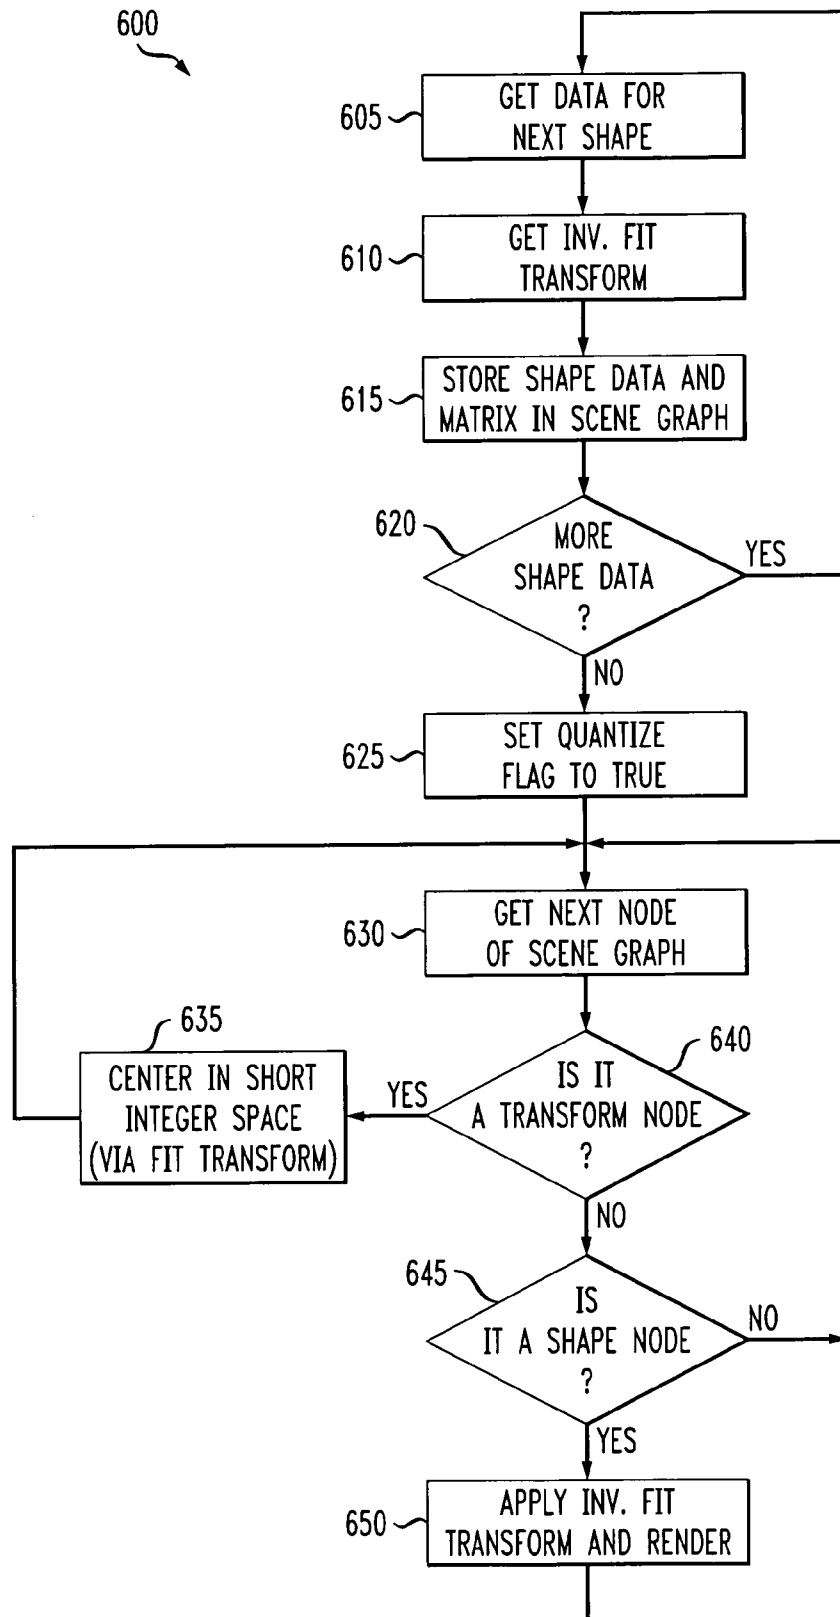 600
605
GET DATA FOR
NEXT SHAPE
610
GET INV. FIT
TRANSFORM
615
STORE SHAPE DATA AND
MATRIX IN SCENE GRAPH
620
MORE
SHAPE DATA
?
YES
NO
625
SET QUANTIZE
FLAG TO TRUE
630
GET NEXT NODE
OF SCENE GRAPH
635
CENTER IN SHORT
INTEGER SPACE
(VIA FIT TRANSFORM)
YES
640
IS IT
A TRANSFORM NODE
?
NO
645
IS
IT A SHAPE NODE
?
NO
YES
650
APPLY INV. FIT
TRANSFORM AND RENDER